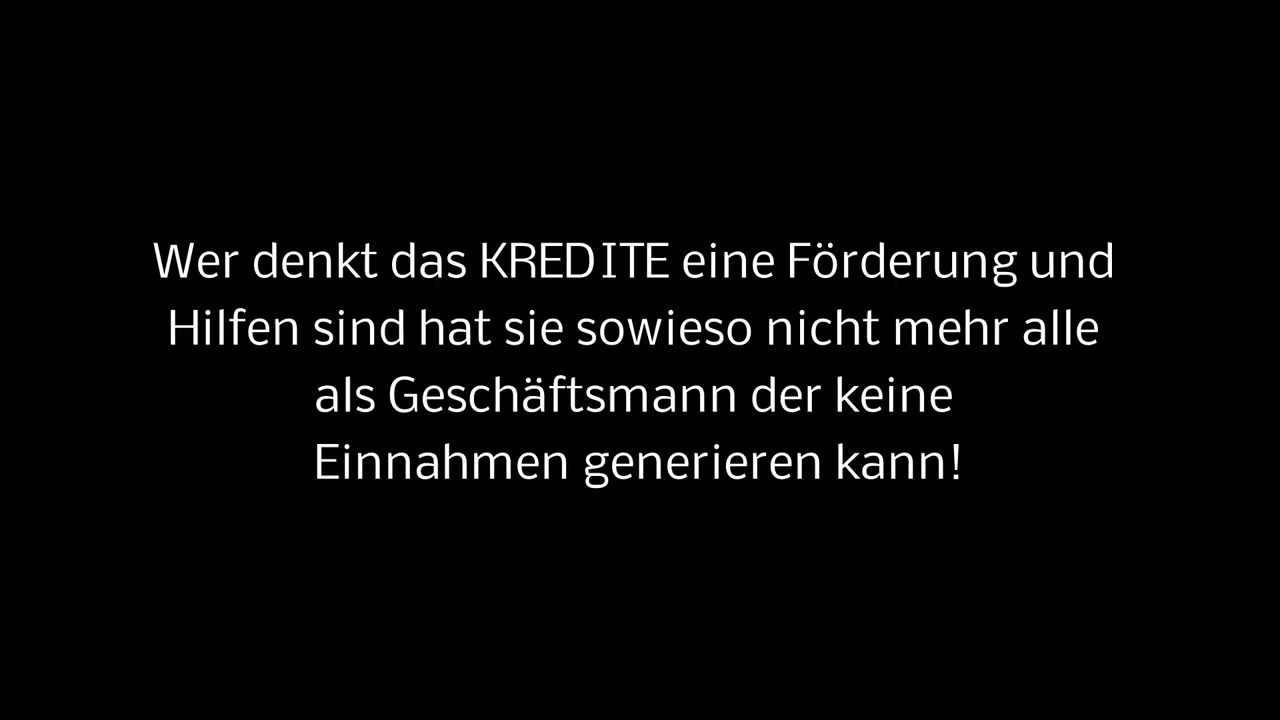 Wer denkt das KREDITE eine Förderung und
Hilfen sind hat sie sowieso nicht mehr alle
als Geschäftsmann der keine
Einnahmen generieren kann!